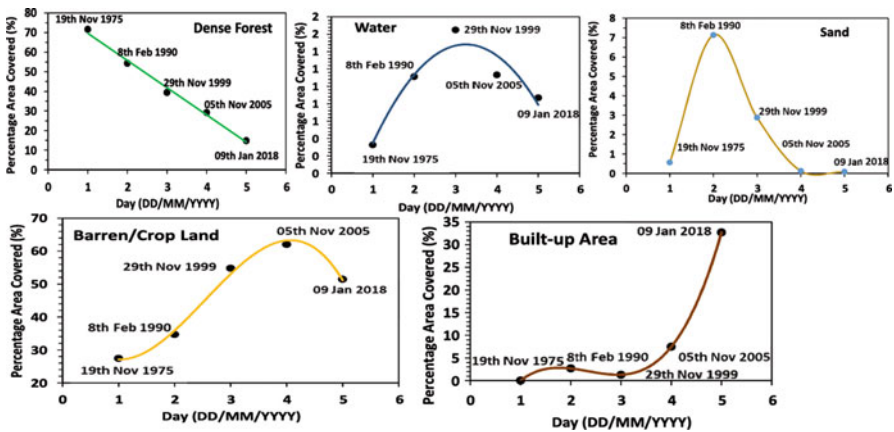 Dense Forest
Percentage Area Covered (%)
80
70
60
50
40
30
20
10
0
19th Nov 1975
8th Feb 1990
29th Nov 1999
05th Nov 2005
09th Jan 2018
0 1 2 3 4 5 6
Day (DD/MM/YYYY)
Water
Percentage Area Covered (%)
2
2
1
1
1
1
1
0
0
29th Nov 1999
8th Feb 1990
05th Nov 2005
09 Jan 2018
19th Nov 1975
0 1 2 3 4 5 6
Day (DD/MM/YYYY)
Sand
Percentage Area Covered (%)
8
7
6
5
4
3
2
1
0
8th Feb 1990
29th Nov 1999
19th Nov 1975
05th Nov 2005
09 Jan 2018
0 1 2 3 4 5 6
Day (DD/MM/YYYY)
Barren/Crop Land
Percentage Area Covered (%)
70
60
50
40
30
20
05th Nov 2005
29th Nov 1999
09 Jan 2018
8th Feb 1990
19th Nov 1975
0 1 2 3 4 5 6
Day (DD/MM/YYYY)
Built-up Area
Percentage Area Covered (%)
35
30
25
20
15
10
5
0
09 Jan 2018
19th Nov 1975
8th Feb 1990
05th Nov 2005
29th Nov 1999
0 1 2 3 4 5 6
Day (DD/MM/YYYY)